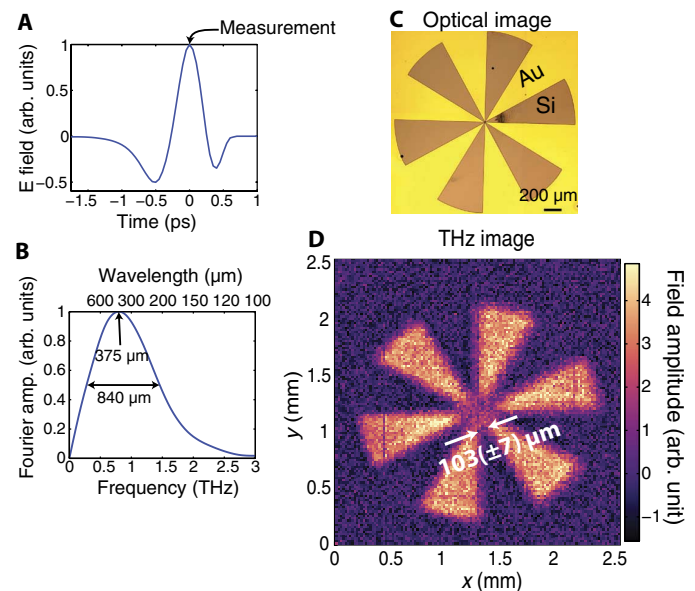 A
Measurement
E field (arb. units)
1
0
−0.5
−1.5 −1 −0.5 0 0.5 1
Time (ps)
B
Wavelength (μm)
600 300 200 150 120 100
Fourier amp. (arb. units)
1
0.8
0.6
0.4
0.2
0
375 μm
840 μm
0 0.5 1 1.5 2 2.5 3
Frequency (THz)
C Optical image
Au
Si
200 μm
D THz image
y (mm)
2.5
2
1.5
1
0.5
0
103(±7) μm
0 0.5 1 1.5 2 2.5
x (mm)
4
3
2
1
0
−1
Field amplitude (arb. unit)